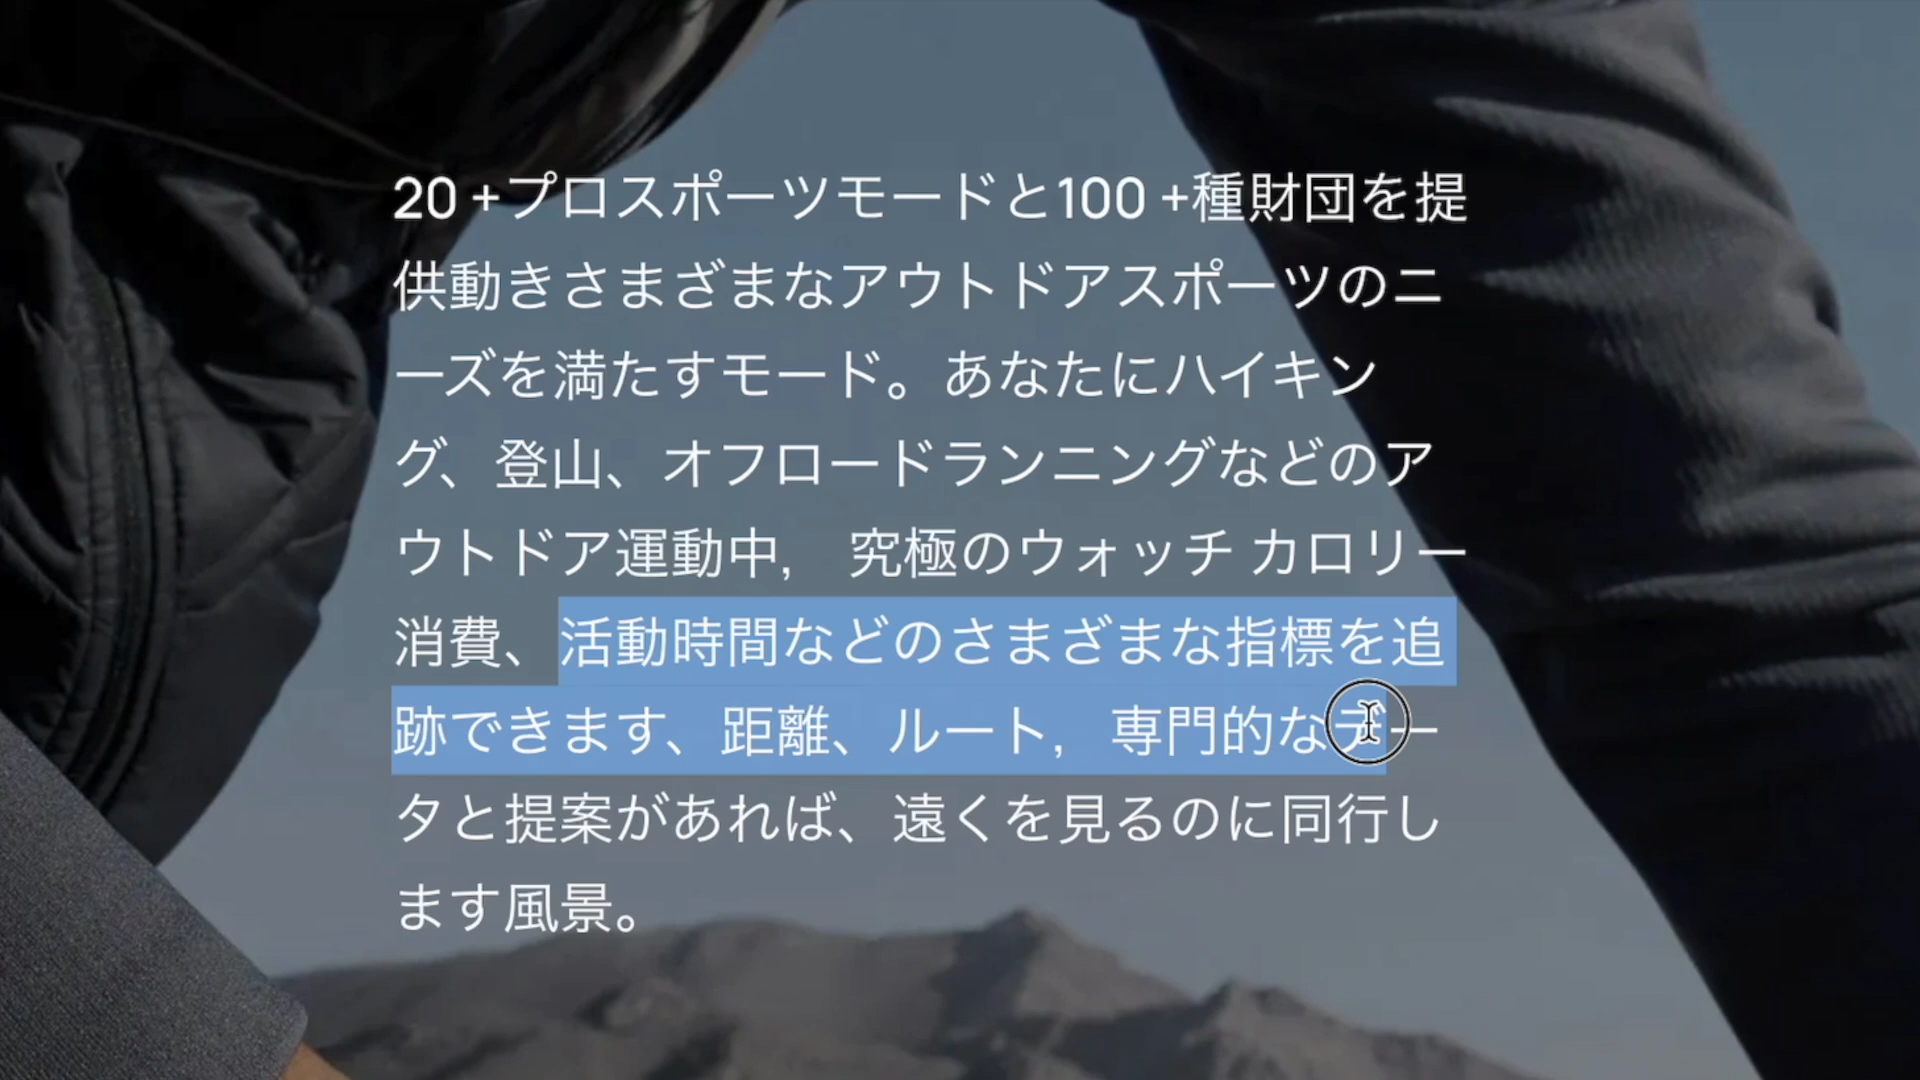 20 +プロスポーツモードと100 +種財団を提
供動きさまざまなアウトドアスポーツのニ
ーズを満たすモード。あなたにハイキン
グ、登山、オフロードランニングなどのア
ウトドア運動中,　究極のウォッチ カロリー
消費、活動時間などのさまざまな指標を追
跡できます、距離、ルート,　専門的なデー
タと提案があれば、遠くを見るのに同行し
ます風景。